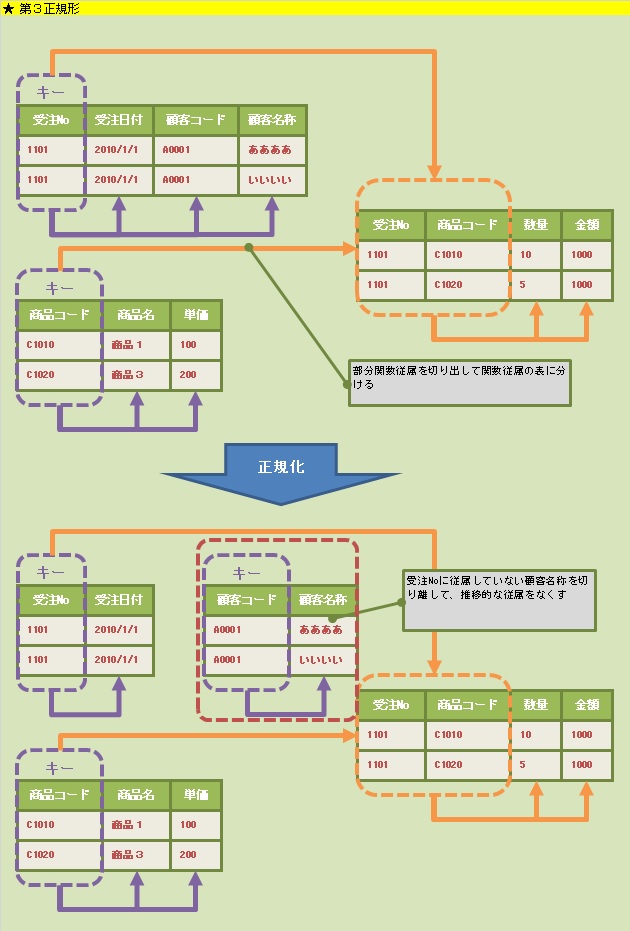 ★ 第３正規形
キー
受注No 受注日付 顧客コード 顧客名称
1101 2010/1/1 A0001 ああああ
1101 2010/1/1 A0001 いいいい
受注No 商品コード 数量 金額
1101 C1010 10 1000
1101 C1020 5 1000
キー
商品コード 商品名 単価
C1010 商品１ 100
C1020 商品３ 200
部分関数従属を切り出して関数従属の表に分
ける
正規化
キー
受注No 受注日付
1101 2010/1/1
1101 2010/1/1
キー
顧客コード 顧客名称
A0001 ああああ
A0001 いいいい
受注Noに従属していない顧客名称を切
り離して、推移的な従属をなくす
受注No 商品コード 数量 金額
1101 C1010 10 1000
1101 C1020 5 1000
キー
商品コード 商品名 単価
C1010 商品１ 100
C1020 商品３ 200